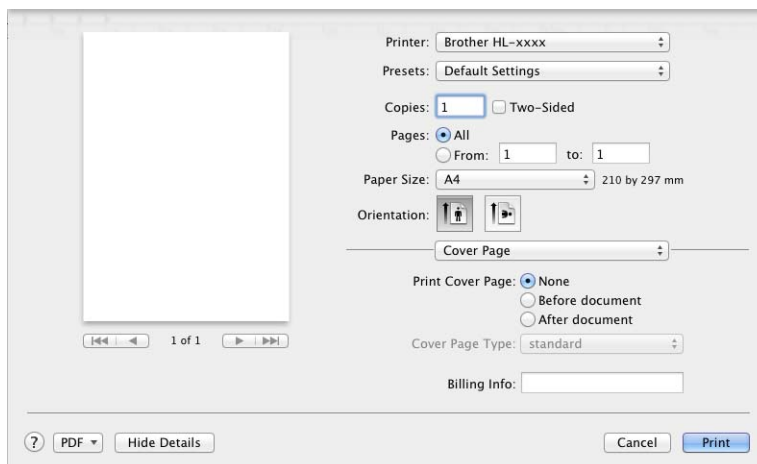 Printer: Brother HL-xxxx
Presets: Default Settings
Copies: 1 Two-Sided
Pages: All
From: 1 to: 1
Paper Size: A4 210 by 297 mm
Orientation:
Cover Page
Print Cover Page: None
Before document
After document
1 of 1
Cover Page Type: standard
Billing Info:
? PDF Hide Details Cancel Print